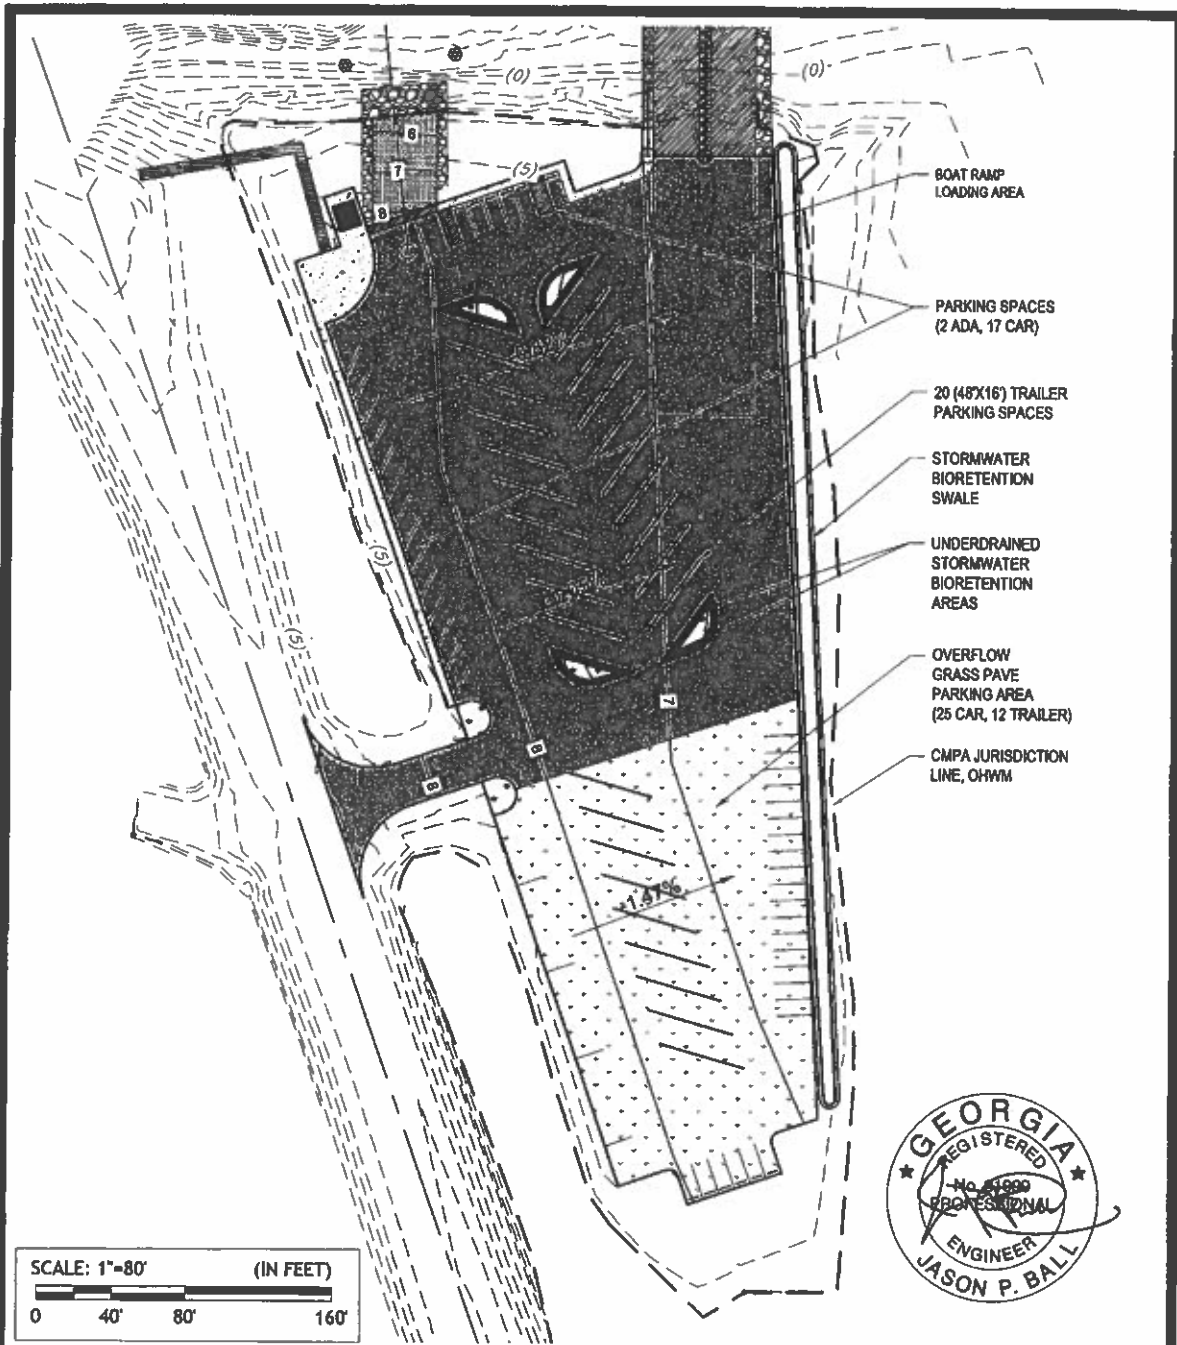 (0)
(0)
6
7
(5)
8
BOAT RAMP
LOADING AREA
PARKING SPACES
(2 ADA, 17 CAR)
20 (48'X16') TRAILER
PARKING SPACES
STORMWATER
BIORETENTION
SWALE
(5)
UNDERDRAINED
STORMWATER
BIORETENTION
AREAS
(5)
OVERFLOW
GRASS PAVE
PARKING AREA
(25 CAR, 12 TRAILER)
7
8
8
CMPA JURISDICTION
LINE, OHWM
1.47%
GEORGIA
REGISTERED
No.
PROFESSIONAL
ENGINEER
JASON P. BALL
SCALE: 1"=80' (IN FEET)
0 40' 80' 160'